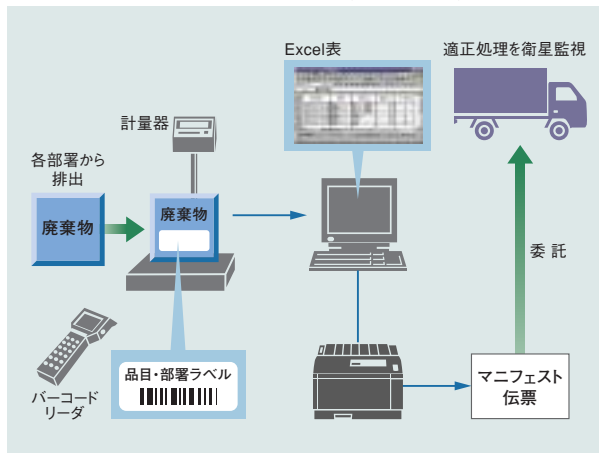 Excel表
適正処理を衛星監視
計量器
各部署から
排出
廃棄物
廃棄物
委託
品目・部署ラベル
バーコード
リーダ
マニフェスト
伝票